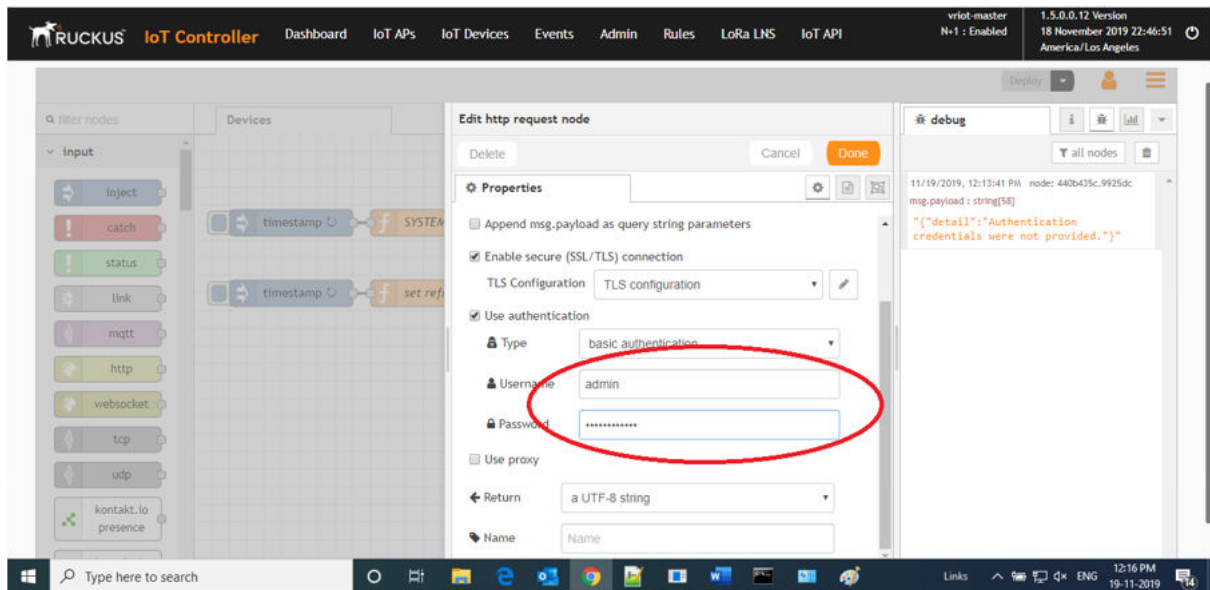 vriot-master
N+1 : Enabled
1.5.0.0.12 Version
18 November 2019 22:46:51
America/Los Angeles
RUCKUS IoT Controller Dashboard IoT APs IoT Devices Events Admin Rules LoRa LNS IoT API
Deploy
filter nodes
Devices
Edit http request node
debug
i
input
Delete Cancel Done
all nodes
inject
Properties
11/19/2019, 12:13:41 PM node: 440b435c.9925dc
msg.payload : string[58]
"{"detail":"Authentication
credentials were not provided."}"
catch
timestamp SYSTEM
Append msg.payload as query string parameters
status
Enable secure (SSL/TLS) connection
link
timestamp set refr
TLS Configuration TLS configuration
mqtt
Use authentication
Type basic authentication
http
Username admin
websocket
Password ••••••••••••
tcp
Use proxy
udp
Return a UTF-8 string
kontakt.io
presence
Name Name
Type here to search
Links ENG
12:16 PM
19-11-2019
14